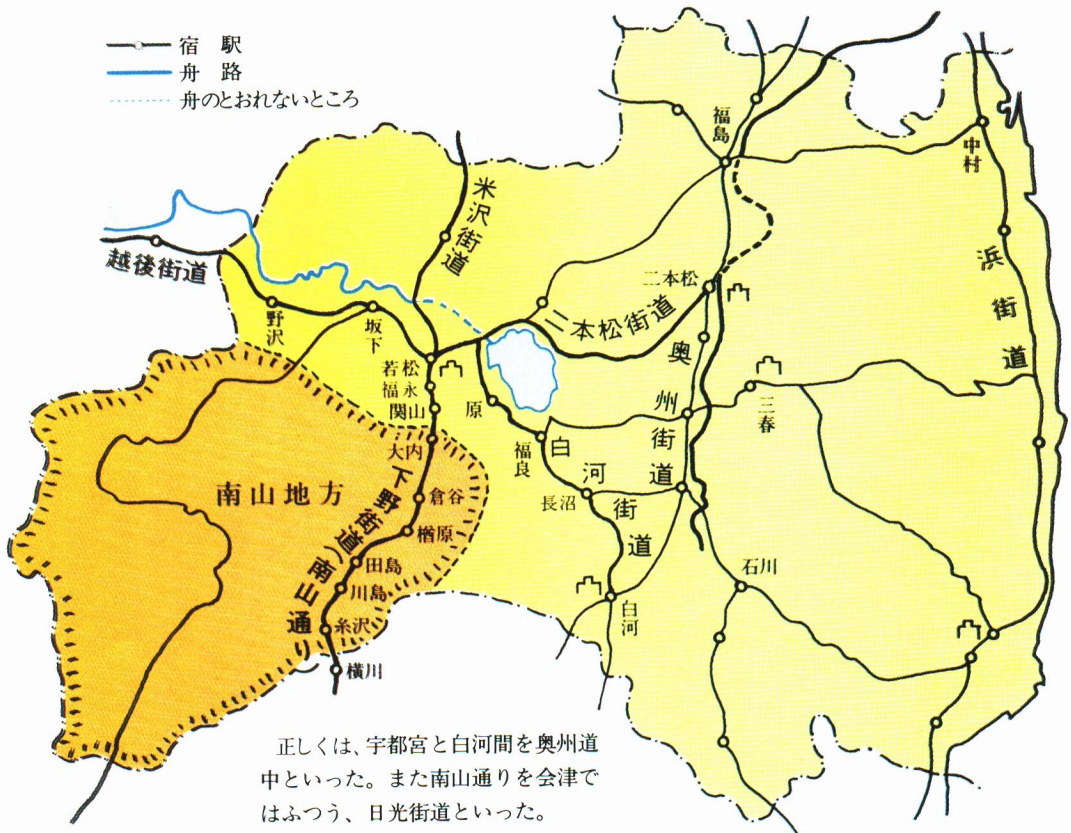 宿駅
舟路
舟のとおれないところ
福島
中村
米沢街道
越後街道
浜街道
野沢
坂下
二本松
二本松街道
奥州街道
若松
福永
関山
原
三春
大内
福良
白河街道
長沼
南山地方
下野街道(南山通り)
倉谷
楢原
田島
川島
糸沢
横川
石川
白河
正しくは、宇都宮と白河間を奥州道
中といった。また南山通りを会津で
はふつう、日光街道といった。